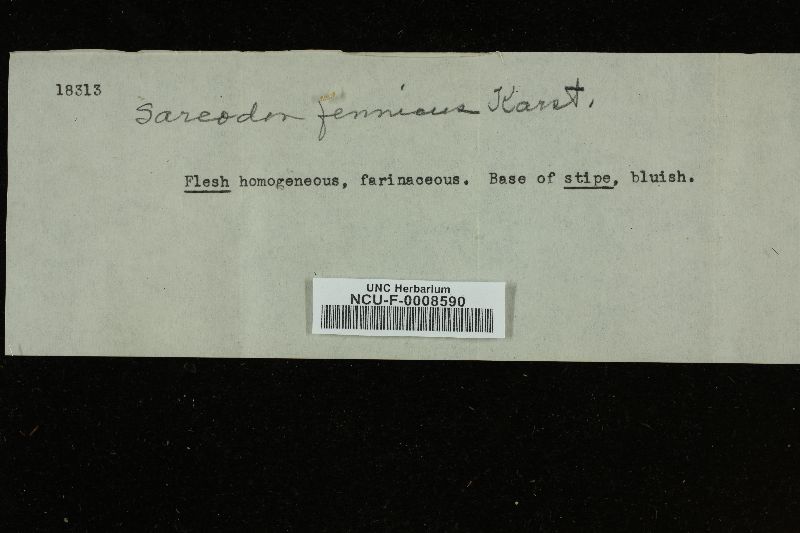 18313
Sarcodon fennicus Karst.
Flesh homogeneous, farinaceous. Base of stipe, bluish.
UNC Herbarium
NCU-F-0008590